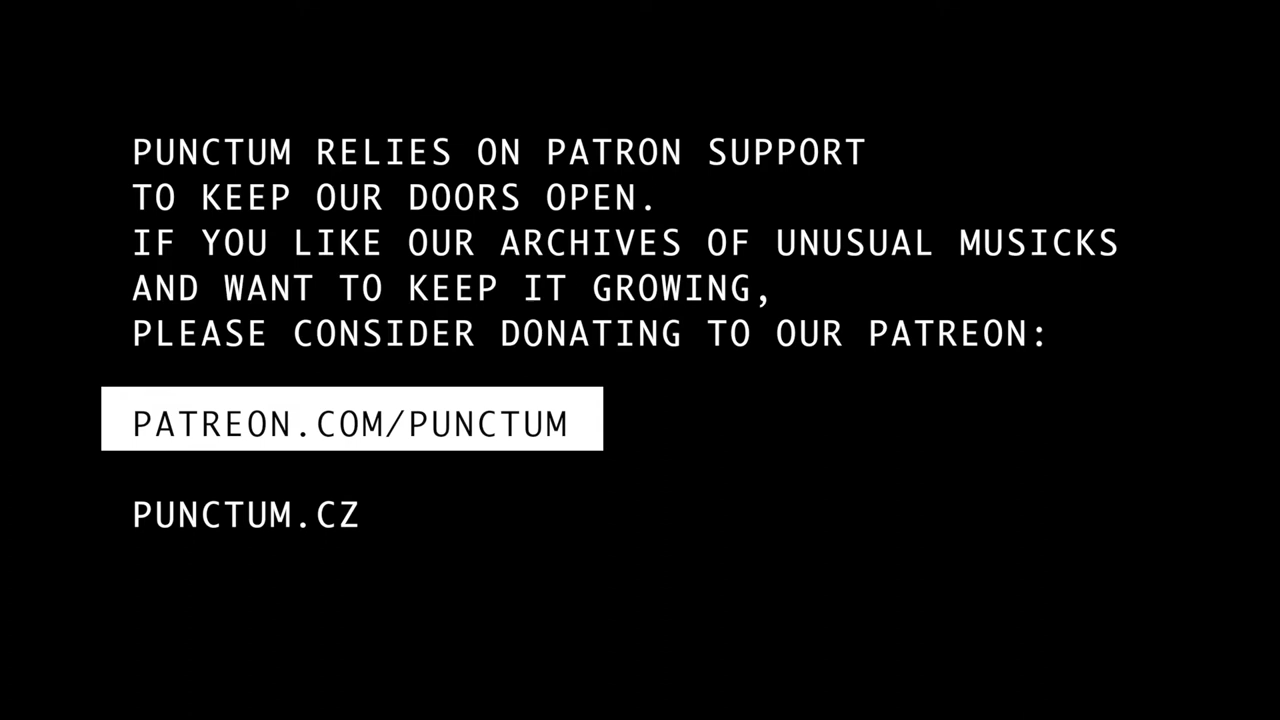 PUNCTUM RELIES ON PATRON SUPPORT
TO KEEP OUR DOORS OPEN.
IF YOU LIKE OUR ARCHIVES OF UNUSUAL MUSICKS
AND WANT TO KEEP IT GROWING,
PLEASE CONSIDER DONATING TO OUR PATREON:
PATREON.COM/PUNCTUM
PUNCTUM.CZ